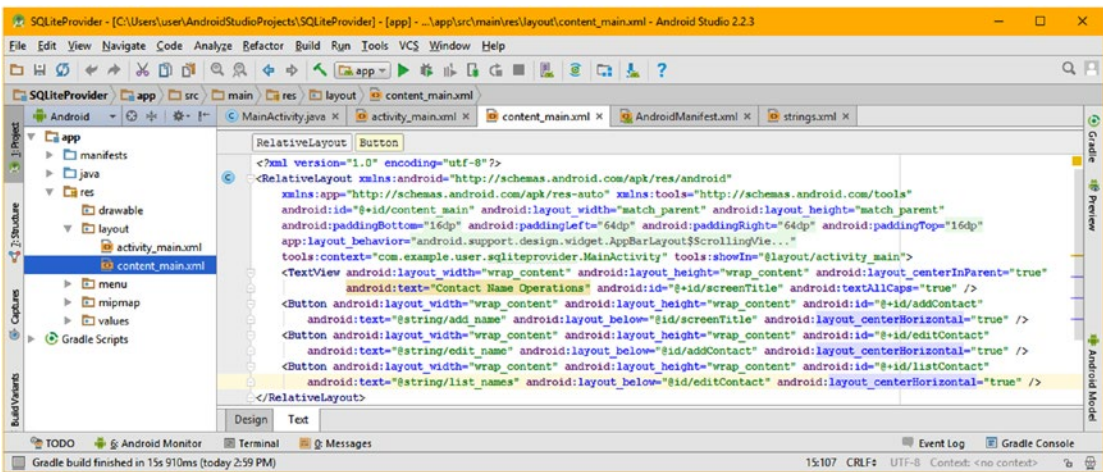 SQLiteProvider - [C:\Users\user\AndroidStudioProjects\SQLiteProvider] - [app] - ...\app\src\main\res\layout\content_main.xml - Android Studio 2.2.3
File Edit View Navigate Code Analyze Refactor Build Run Tools VCS Window Help
app
SQLiteProvider app src main res layout content_main.xml
Android
MainActivity.java × activity_main.xml × content_main.xml × AndroidManifest.xml × strings.xml ×
1: Project
7: Structure
Captures
Build Variants
app
manifests
java
res
drawable
layout
activity_main.xml
content_main.xml
menu
mipmap
values
Gradle Scripts
RelativeLayout Button
<?xml version="1.0" encoding="utf-8"?>
<RelativeLayout xmlns:android="http://schemas.android.com/apk/res/android"
xmlns:app="http://schemas.android.com/apk/res-auto" xmlns:tools="http://schemas.android.com/tools"
android:id="@+id/content_main" android:layout_width="match_parent" android:layout_height="match_parent"
android:paddingBottom="16dp" android:paddingLeft="64dp" android:paddingRight="64dp" android:paddingTop="16dp"
app:layout_behavior="android.support.design.widget.AppBarLayout$ScrollingVie..."
tools:context="com.example.user.sqliteprovider.MainActivity" tools:showIn="@layout/activity_main">
<TextView android:layout_width="wrap_content" android:layout_height="wrap_content" android:layout_centerInParent="true"
android:text="Contact Name Operations" android:id="@+id/screenTitle" android:textAllCaps="true" />
<Button android:layout_width="wrap_content" android:layout_height="wrap_content" android:id="@+id/addContact"
android:text="@string/add_name" android:layout_below="@id/screenTitle" android:layout_centerHorizontal="true" />
<Button android:layout_width="wrap_content" android:layout_height="wrap_content" android:id="@+id/editContact"
android:text="@string/edit_name" android:layout_below="@id/addContact" android:layout_centerHorizontal="true" />
<Button android:layout_width="wrap_content" android:layout_height="wrap_content" android:id="@+id/listContact"
android:text="@string/list_names" android:layout_below="@id/editContact" android:layout_centerHorizontal="true" />
</RelativeLayout>
Design Text
Gradle
Preview
Android Model
TODO 6: Android Monitor Terminal 0: Messages Event Log Gradle Console
Gradle build finished in 15s 910ms (today 2:59 PM) 15:107 CRLF÷ UTF-8 Context: <no context>